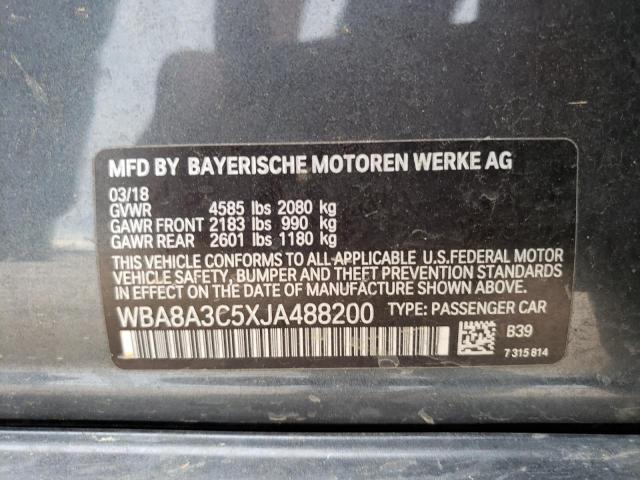 MFD BY BAYERISCHE MOTOREN WERKE AG
03/18
GVWR 4585 lbs 2080 kg
GAWR FRONT 2183 lbs 990 kg
GAWR REAR 2601 lbs 1180 kg
THIS VEHICLE CONFORMS TO ALL APPLICABLE U.S.FEDERAL MOTOR
VEHICLE SAFETY, BUMPER AND THEFT PREVENTION STANDARDS
IN EFFECT ON THE DATE OF MANUFACTURE SHOWN ABOVE.
WBA8A3C5XJA488200 TYPE: PASSENGER CAR
B39
7 315 814